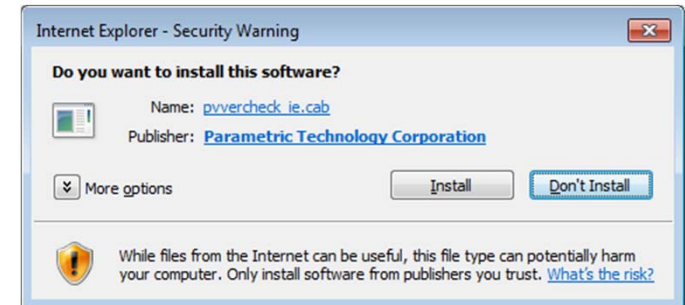 Internet Explorer - Security Warning
Do you want to install this software?
Name: pvvercheck_ie.cab
Publisher: Parametric Technology Corporation
More options
Install
Don't Install
While files from the Internet can be useful, this file type can potentially harm
your computer. Only install software from publishers you trust. What's the risk?